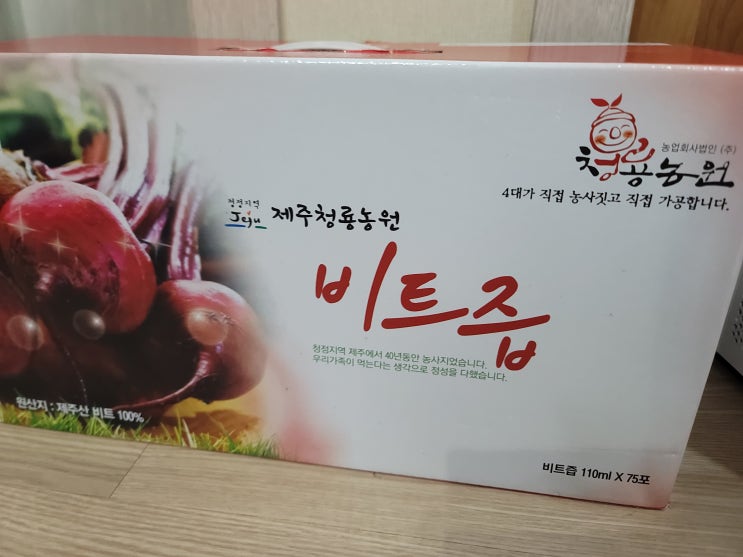 농업회사법인 (주)
청룡농원
4대가 직접 농사짓고 직접 가공합니다.
청정지역
Jeju 제주청룡농원
비트즙
청정지역 제주에서 40년동안 농사지었습니다.
우리가족이 먹는다는 생각으로 정성을 다했습니다.
원산지 : 제주산 비트 100%
비트즙 110ml X 75포